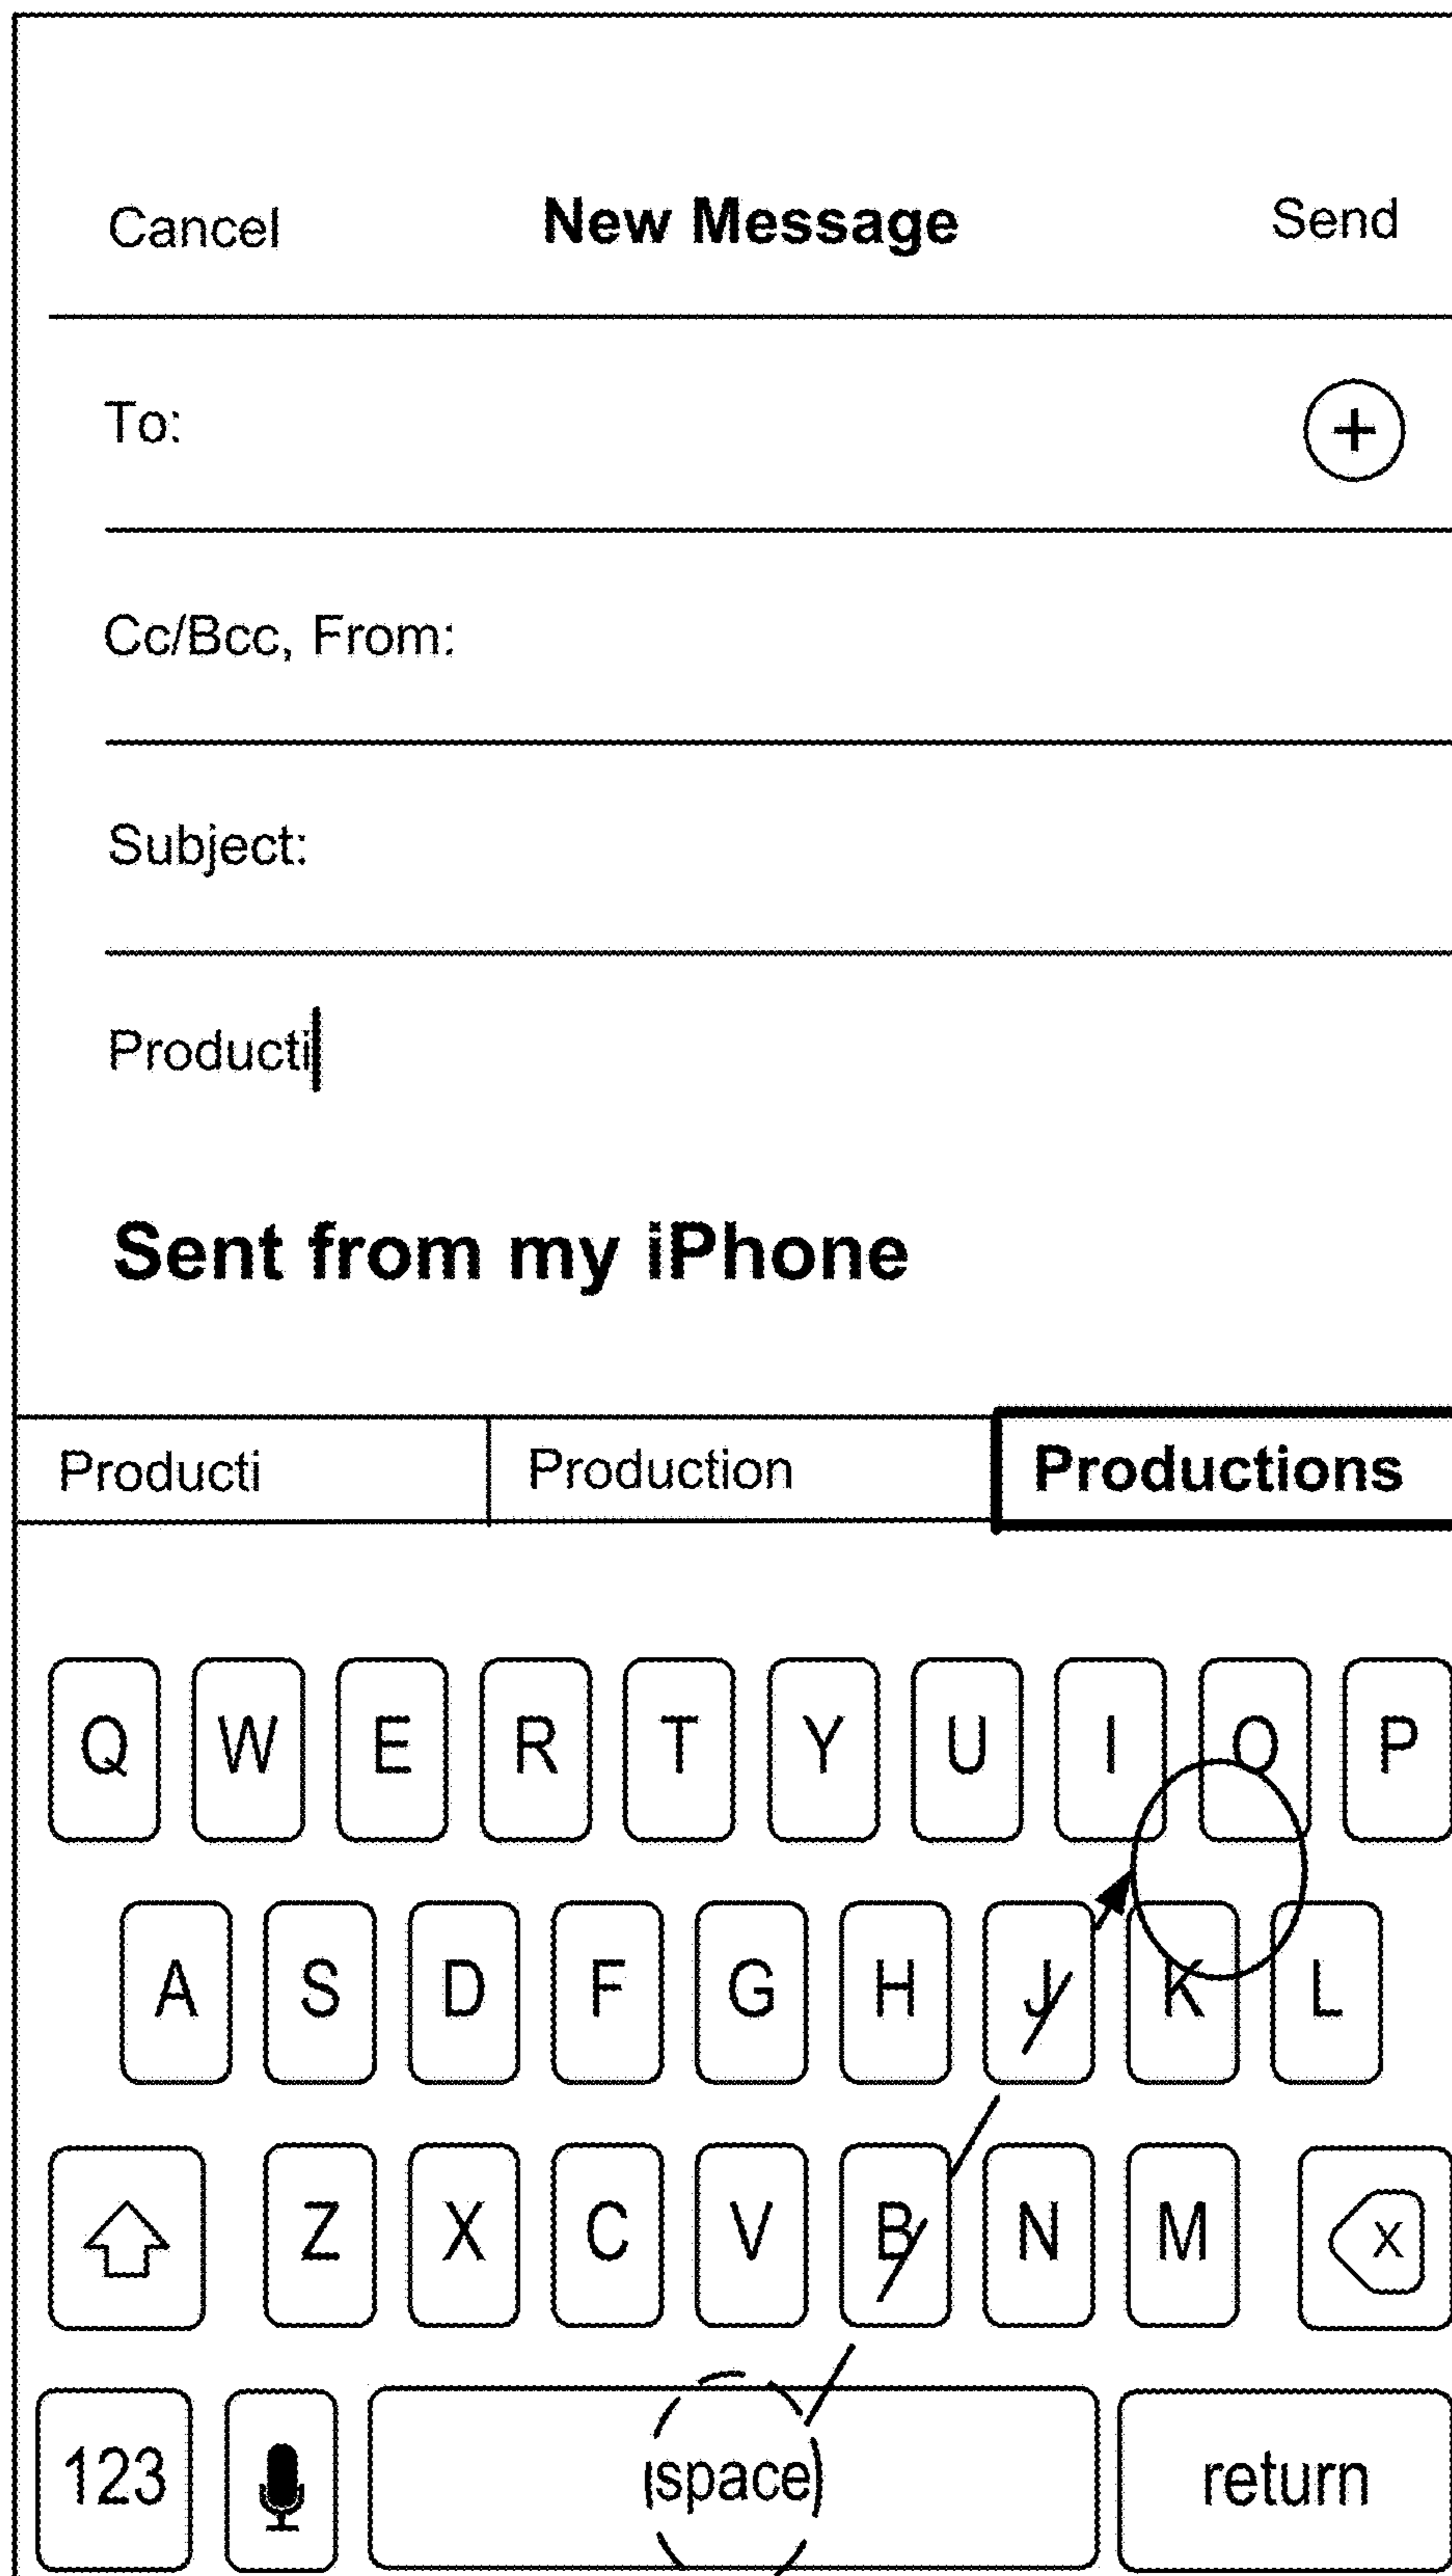 Cancel New Message Send
To: +
Cc/Bcc, From:
Subject:
Producti
Sent from my iPhone
Producti Production Productions
Q W E R T Y U I O P
A S D F G H J K L
Z X C V B N M X
123 space return